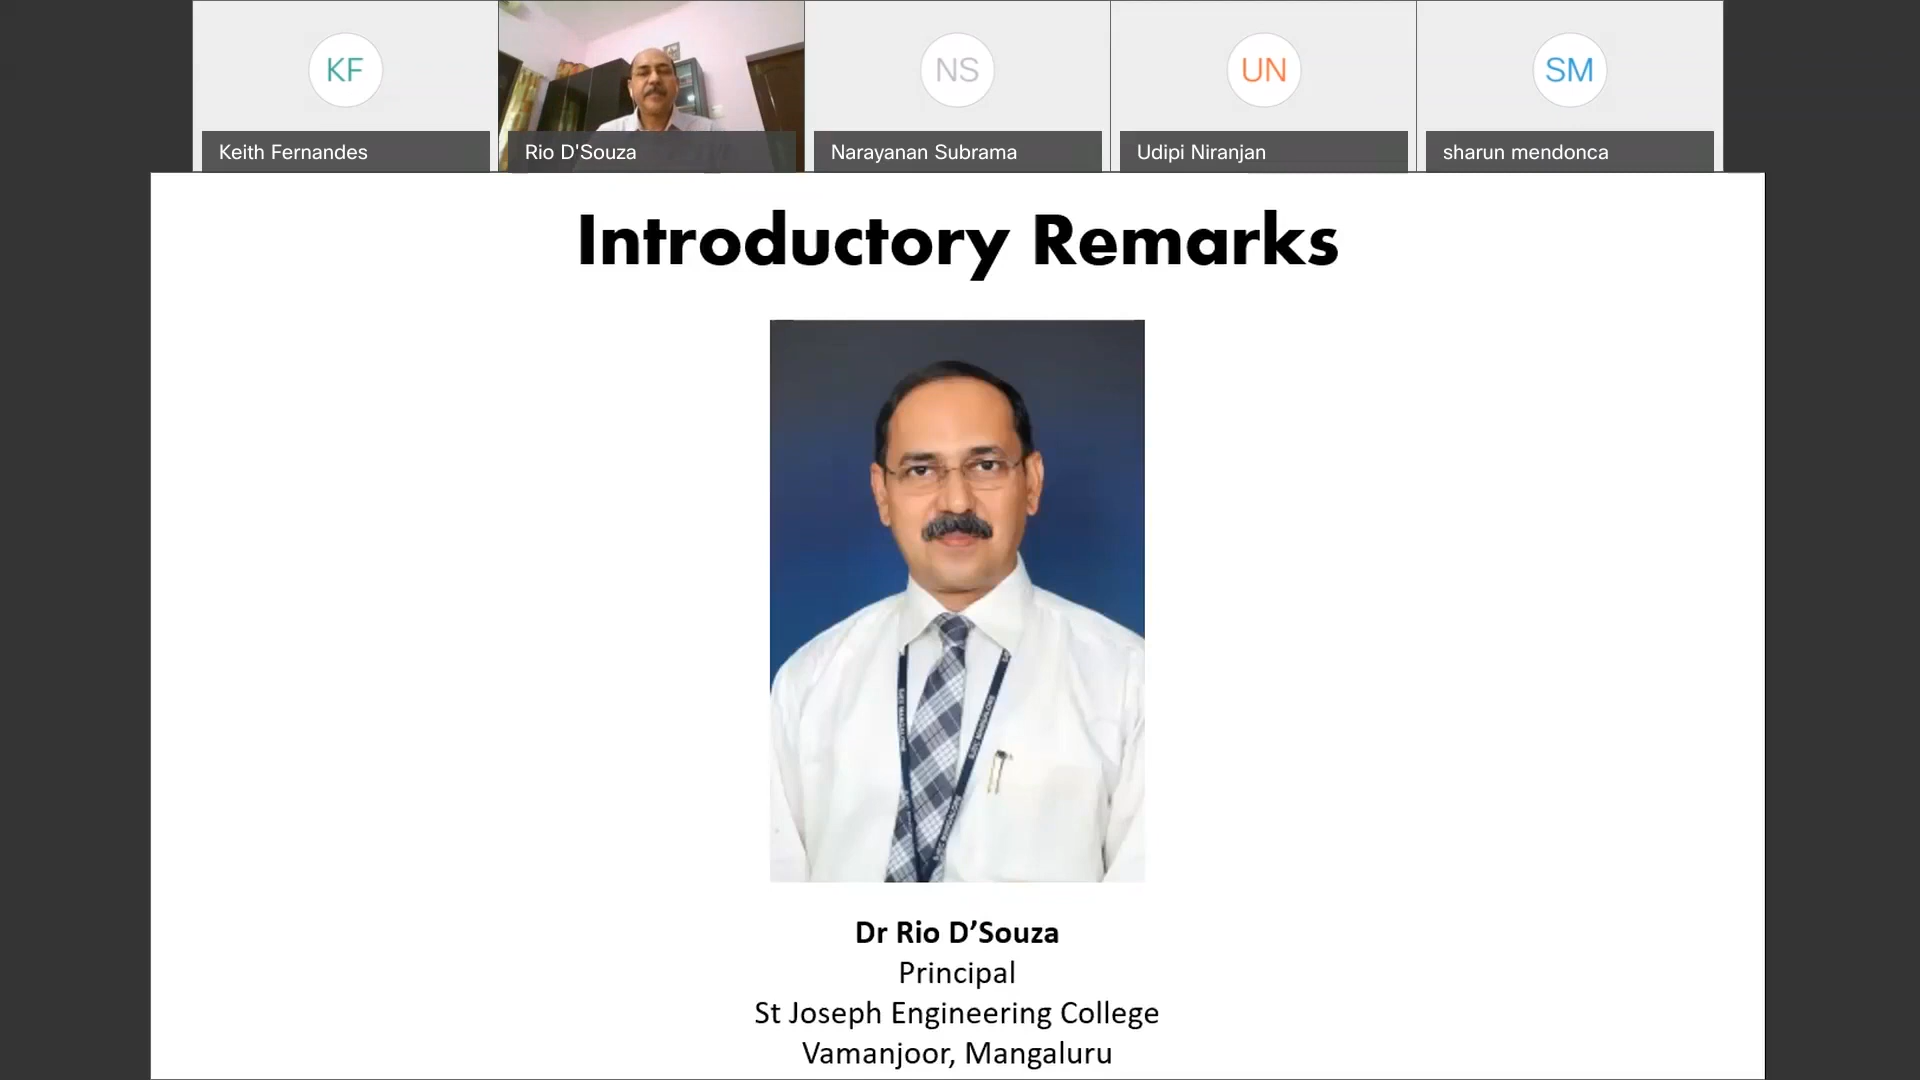 KF
NS
UN
SM
Keith Fernandes
Rio D'Souza
Narayanan Subrama
Udipi Niranjan
sharun mendonca
Introductory Remarks
Dr Rio D’Souza
Principal
St Joseph Engineering College
Vamanjoor, Mangaluru